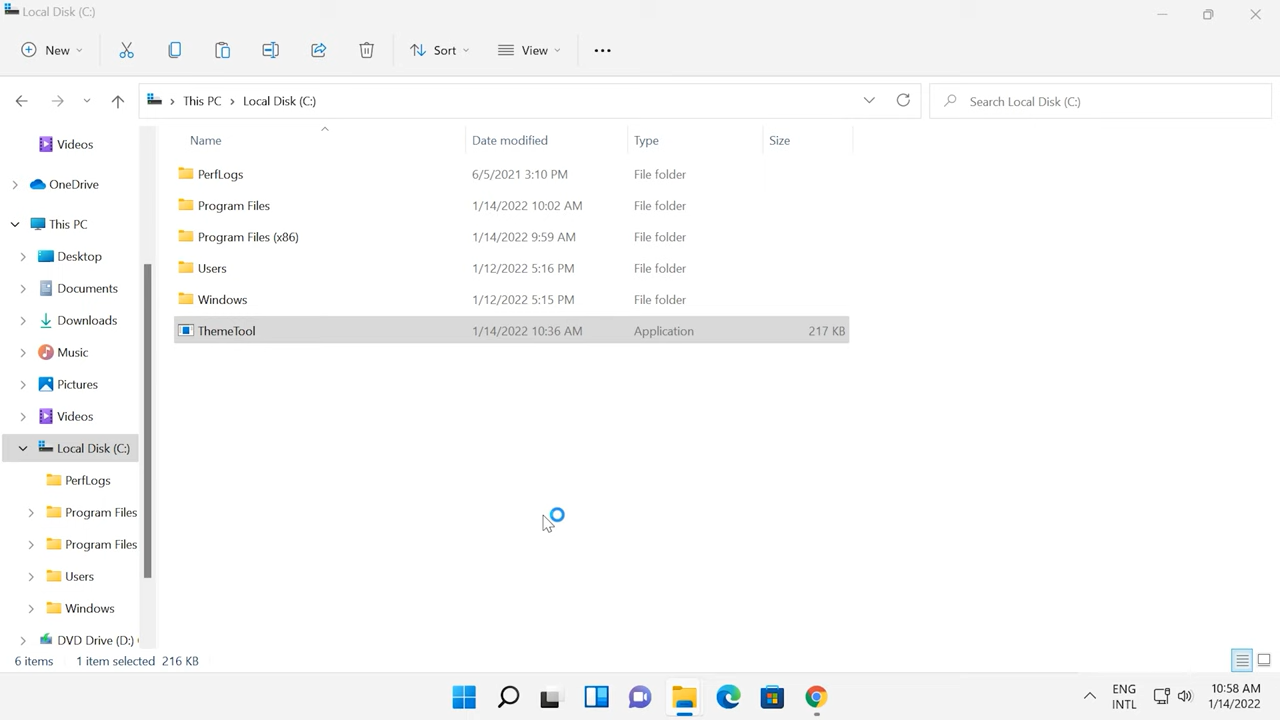 Local Disk (C:)
New
Sort
View
This PC
Local Disk (C:)
Search Local Disk (C:)
Name
Date modified
Type
Size
PerfLogs
6/5/2021 3:10 PM
File folder
Program Files
1/14/2022 10:02 AM
File folder
Program Files (x86)
1/14/2022 9:59 AM
File folder
Users
1/12/2022 5:16 PM
File folder
Windows
1/12/2022 5:15 PM
File folder
ThemeTool
1/14/2022 10:36 AM
Application
217 KB
Videos
OneDrive
This PC
Desktop
Documents
Downloads
Music
Pictures
Videos
Local Disk (C:)
PerfLogs
Program Files
Program Files
Users
Windows
DVD Drive (D:)
6 items
1 item selected 216 KB
ENG
INTL
10:58 AM
1/14/2022